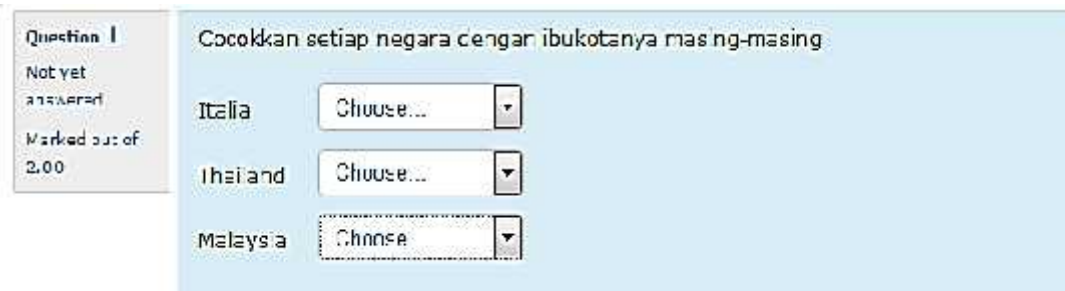 Question 1
Not yet
answered
Marked out of
2.00
Cocokkan setiap negara dengan ibukotanya masing-masing
Italia Choose...
Thailand Choose...
Malaysia Choose...